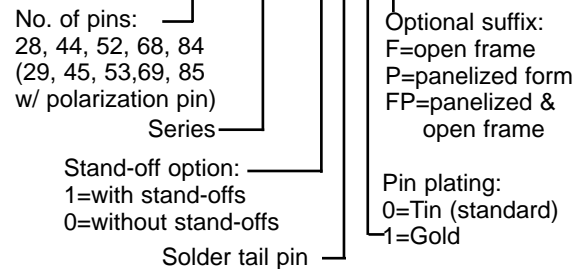 No. of pins:
28, 44, 52, 68, 84
(29, 45, 53,69, 85
w/ polarization pin)
Series
Stand-off option:
1=with stand-offs
0=without stand-offs
Solder tail pin
Optional suffix:
F=open frame
P=panelized form
FP=panelized &
open frame
Pin plating:
0=Tin (standard)
1=Gold